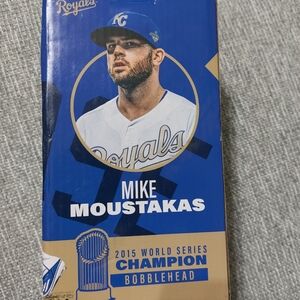 Royals
KC
Royals
MIKE
MOUSTAKAS
2015 WORLD SERIES
CHAMPION
BOBBLEHEAD